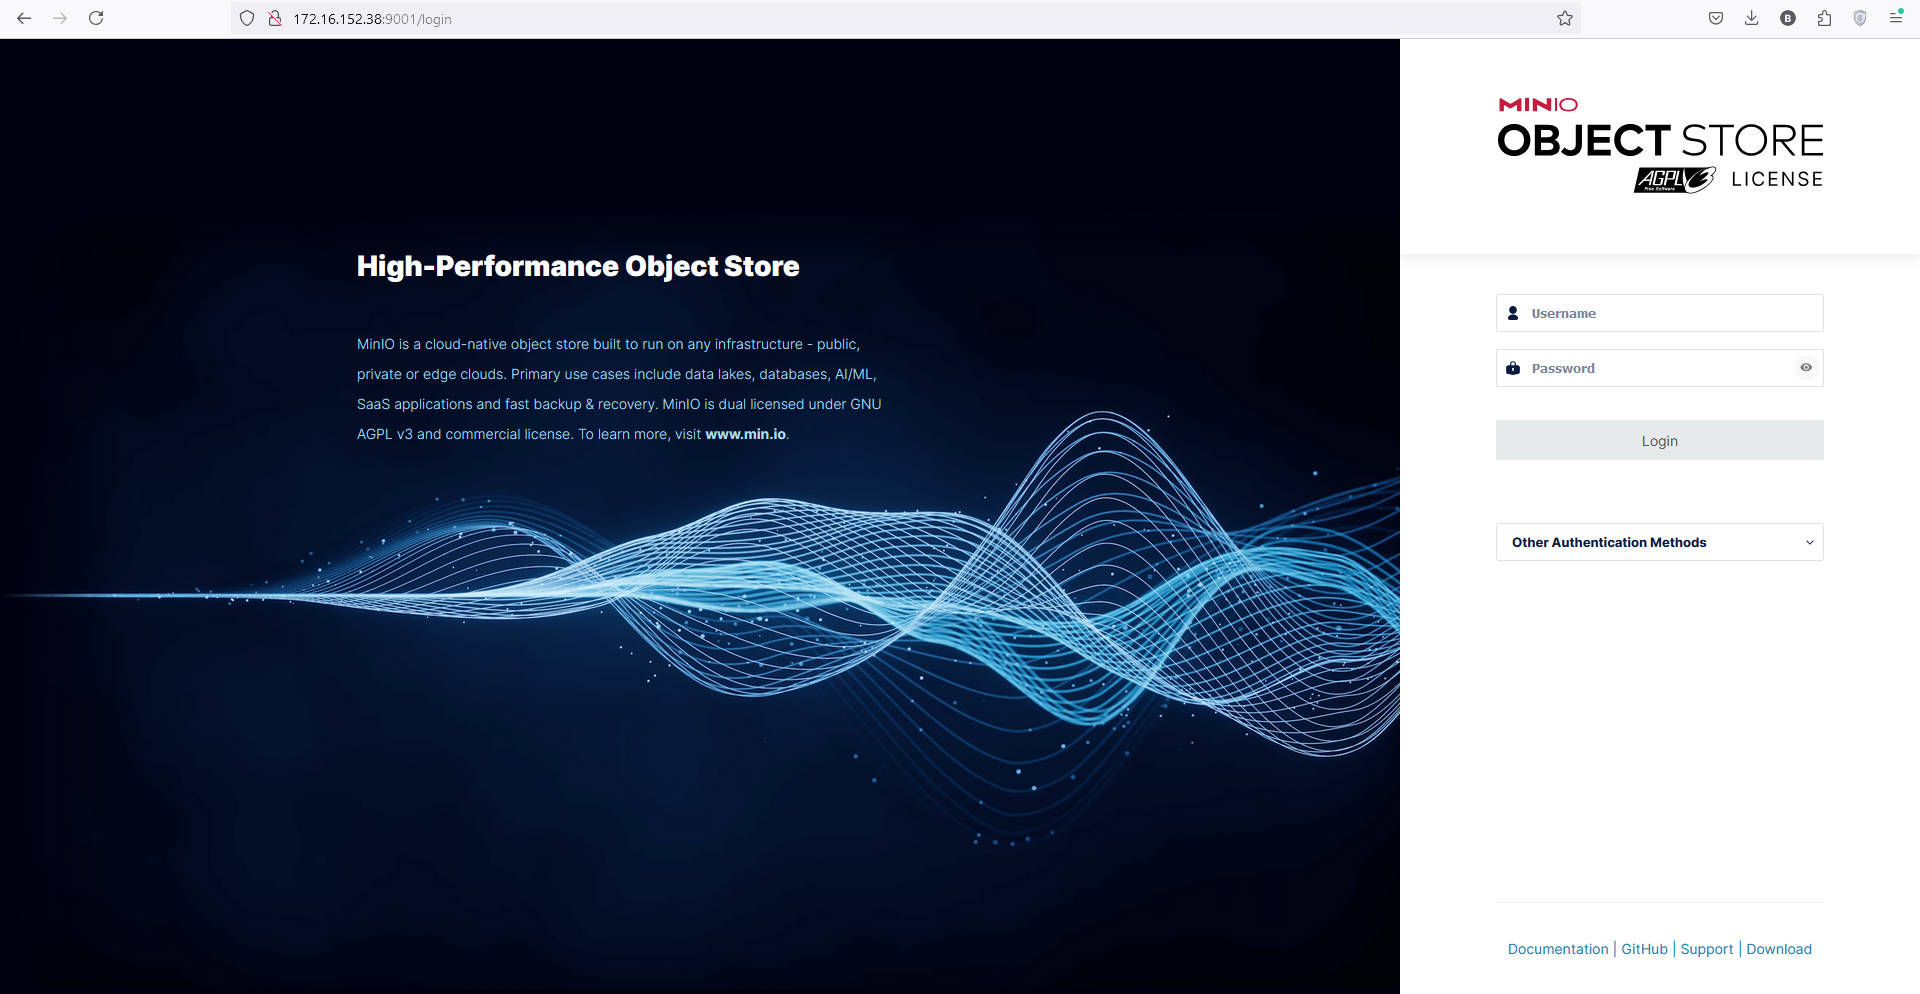 172.16.152.38:9001/login
B
MINIO
OBJECT STORE
AGPLv3
Free Software
LICENSE
High-Performance Object Store
MinIO is a cloud-native object store built to run on any infrastructure - public,
private or edge clouds. Primary use cases include data lakes, databases, AI/ML,
SaaS applications and fast backup & recovery. MinIO is dual licensed under GNU
AGPL v3 and commercial license. To learn more, visit www.min.io.
Username
Password
Login
Other Authentication Methods
Documentation | GitHub | Support | Download